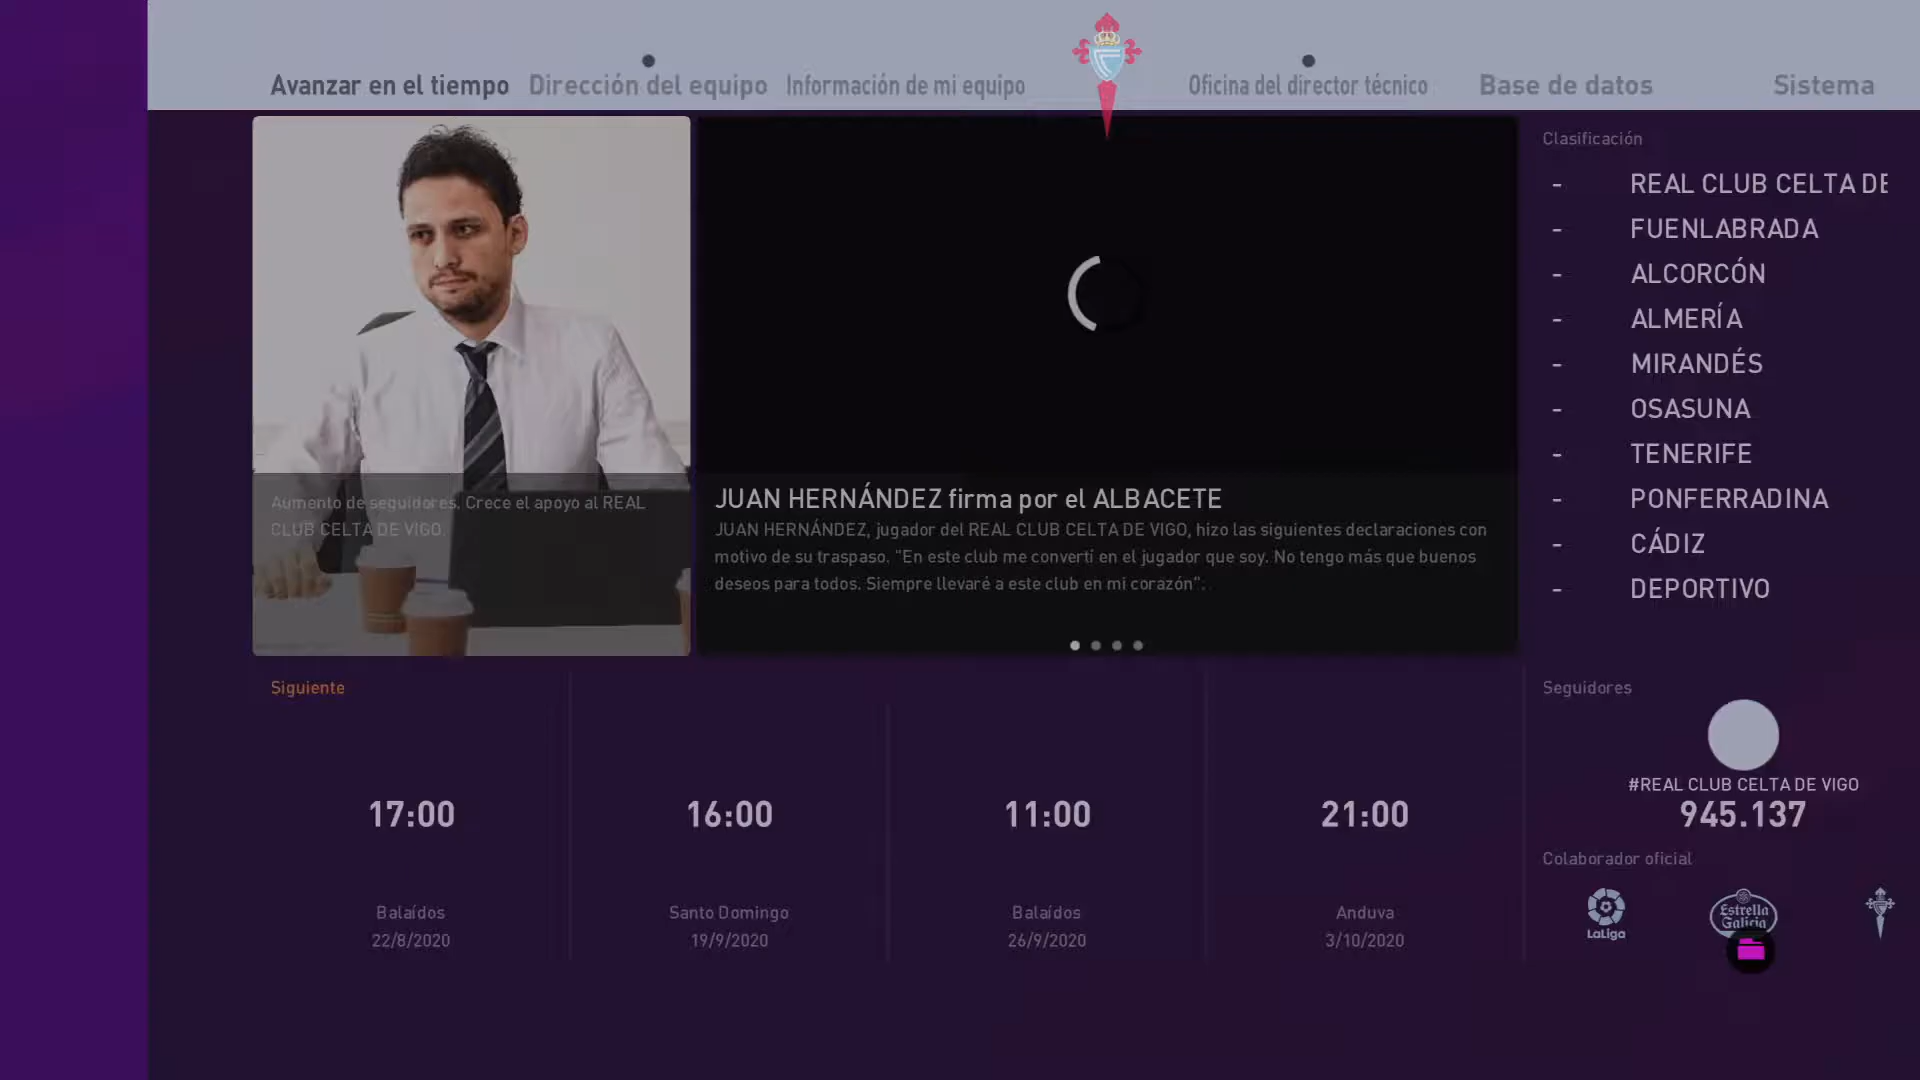 Avanzar en el tiempo
Dirección del equipo
Información de mi equipo
Oficina del director técnico
Base de datos
Sistema
Aumento de seguidores. Crece el apoyo al REAL
CLUB CELTA DE VIGO.
JUAN HERNÁNDEZ firma por el ALBACETE
JUAN HERNÁNDEZ, jugador del REAL CLUB CELTA DE VIGO, hizo las siguientes declaraciones con
motivo de su traspaso. "En este club me convertí en el jugador que soy. No tengo más que buenos
deseos para todos. Siempre llevaré a este club en mi corazón".
Clasificación
- REAL CLUB CELTA DE
- FUENLABRADA
- ALCORCÓN
- ALMERÍA
- MIRANDÉS
- OSASUNA
- TENERIFE
- PONFERRADINA
- CÁDIZ
- DEPORTIVO
Siguiente
17:00
Balaídos
22/8/2020
16:00
Santo Domingo
19/9/2020
11:00
Balaídos
26/9/2020
21:00
Anduva
3/10/2020
Seguidores
#REAL CLUB CELTA DE VIGO
945.137
Colaborador oficial
LaLiga
Estrella
Galicia